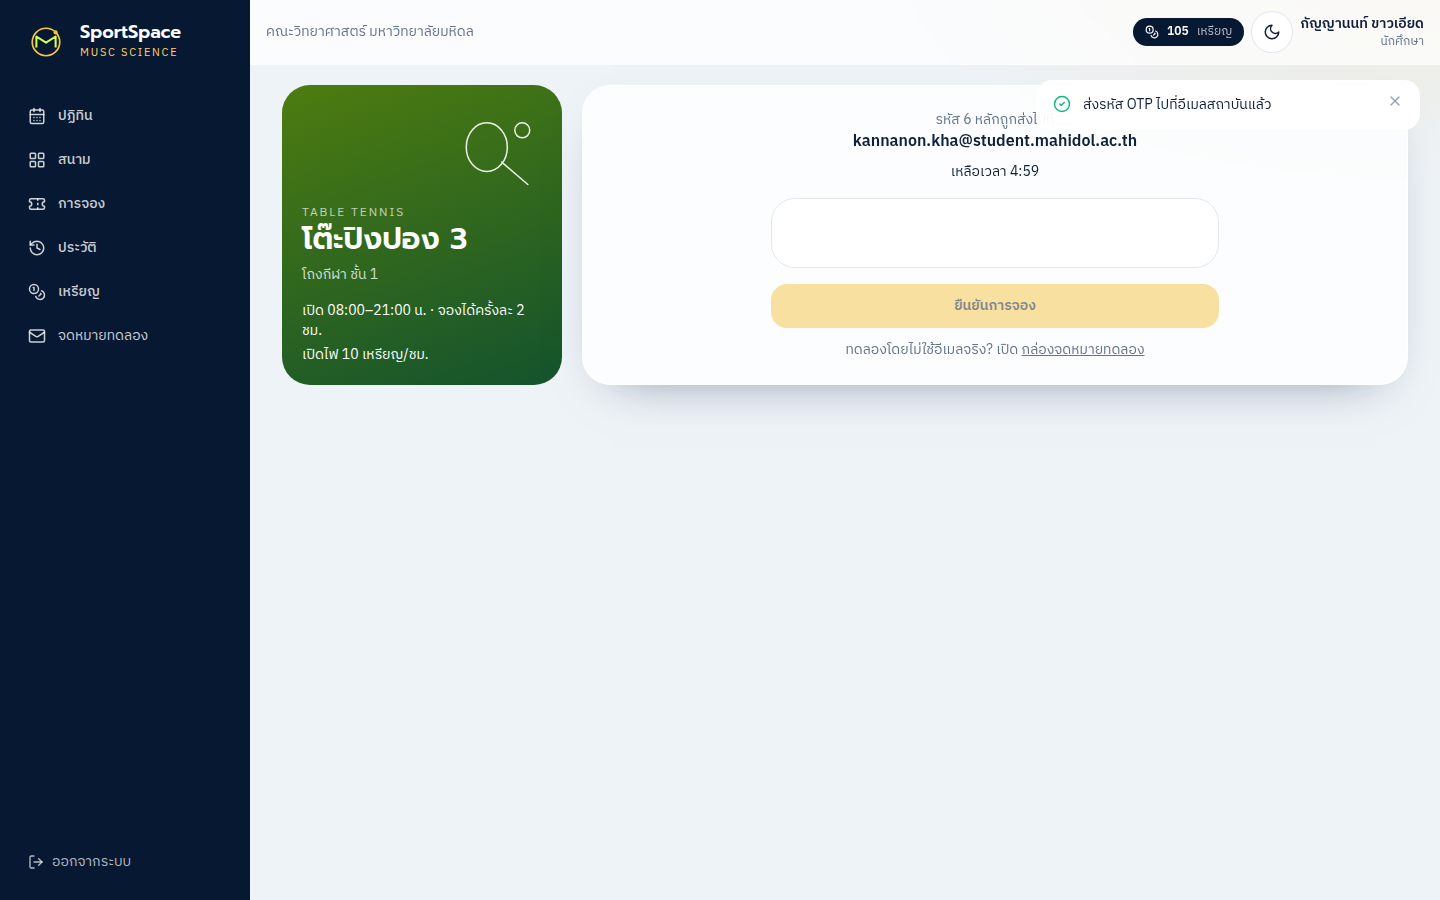 SportSpace
MUSC SCIENCE
ปฏิทิน
สนาม
การจอง
ประวัติ
เหรียญ
จดหมายทดลอง
ออกจากระบบ
คณะวิทยาศาสตร์ มหาวิทยาลัยมหิดล
105 เหรียญ
กัญญานนท์ ขาวเอียด
นักศึกษา
TABLE TENNIS
โต๊ะปิงปอง 3
โถงกีฬา ชั้น 1
เปิด 08:00–21:00 น. · จองได้ครั้งละ 2
ชม.
เปิดไฟ 10 เหรียญ/ชม.
ส่งรหัส OTP ไปที่อีเมลสถาบันแล้ว
รหัส 6 หลักถูกส่งไ
kannanon.kha@student.mahidol.ac.th
เหลือเวลา 4:59
ยืนยันการจอง
ทดลองโดยไม่ใช้อีเมลจริง? เปิด กล่องจดหมายทดลอง